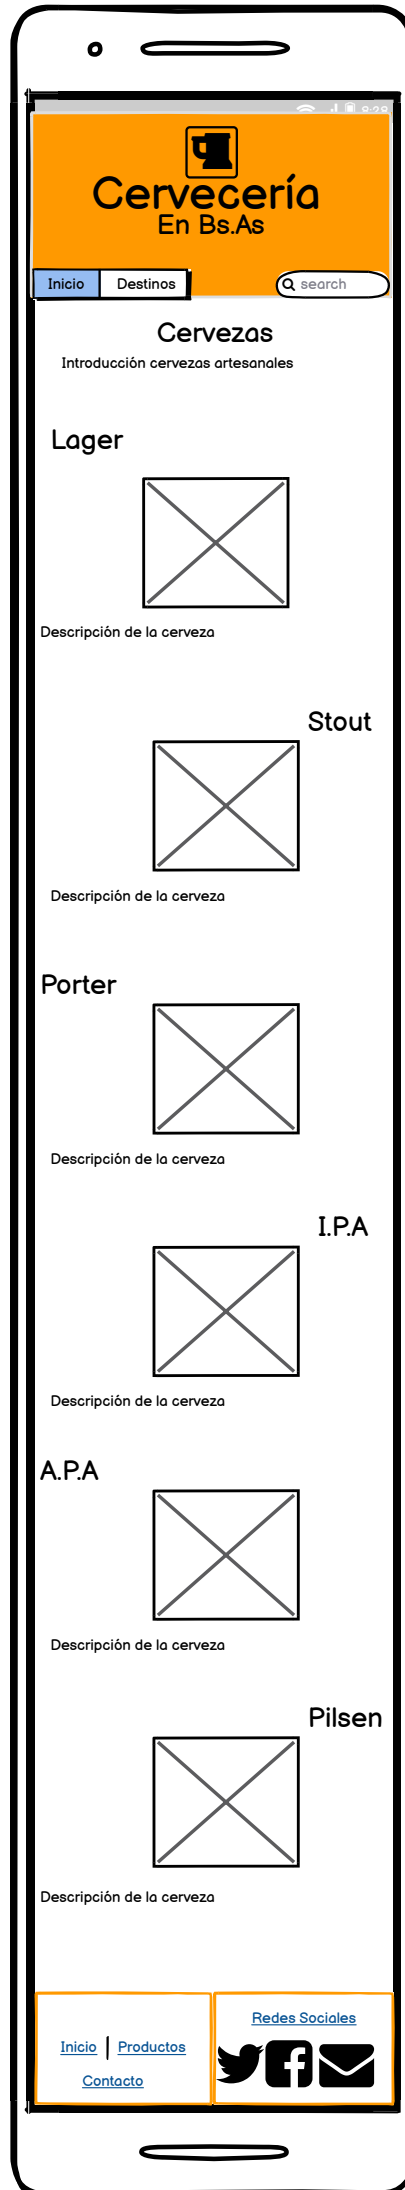 8:28
Cervecería
En Bs.As
Inicio Destinos search
Cervezas
Introducción cervezas artesanales
Lager
Descripción de la cerveza
Stout
Descripción de la cerveza
Porter
Descripción de la cerveza
I.P.A
Descripción de la cerveza
A.P.A
Descripción de la cerveza
Pilsen
Descripción de la cerveza
Redes Sociales
Inicio | Productos
Contacto